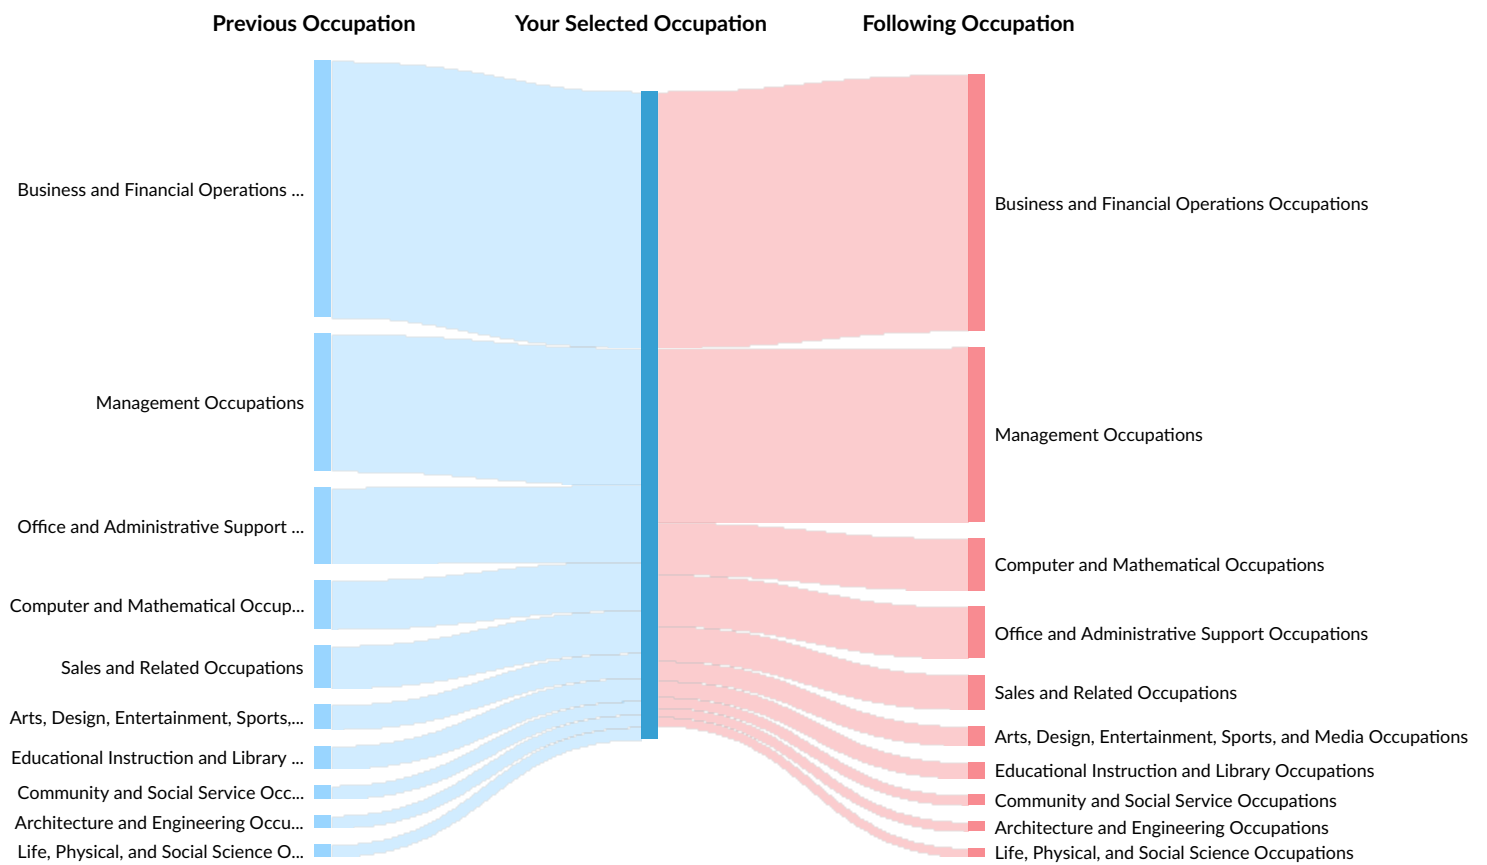 Previous Occupation
Your Selected Occupation
Following Occupation
Business and Financial Operations ...
Management Occupations
Office and Administrative Support ...
Computer and Mathematical Occup...
Sales and Related Occupations
Arts, Design, Entertainment, Sports,...
Educational Instruction and Library ...
Community and Social Service Occ...
Architecture and Engineering Occu...
Life, Physical, and Social Science O...
Business and Financial Operations Occupations
Management Occupations
Computer and Mathematical Occupations
Office and Administrative Support Occupations
Sales and Related Occupations
Arts, Design, Entertainment, Sports, and Media Occupations
Educational Instruction and Library Occupations
Community and Social Service Occupations
Architecture and Engineering Occupations
Life, Physical, and Social Science Occupations